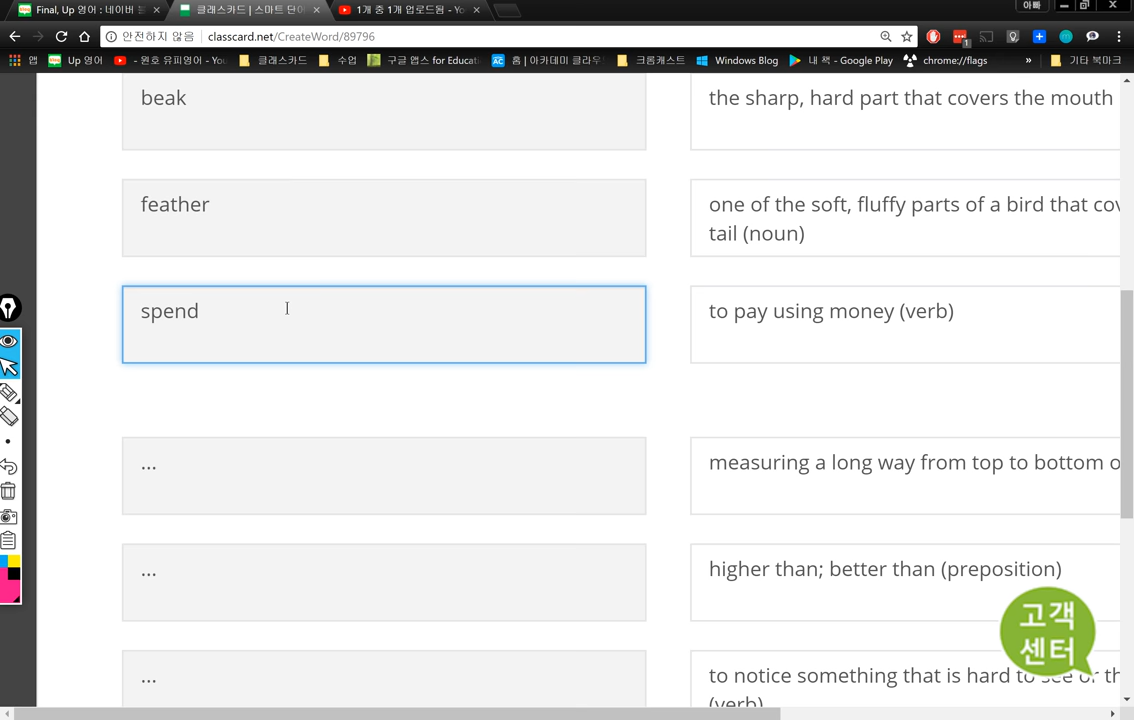 Final, Up 영어 : 네이버 블
클래스카드 | 스마트 단어
1개 중 1개 업로드됨 - Yo
아빠
안전하지 않음
classcard.net/CreateWord/89796
앱
Up 영어
- 원호 유피영어 - You
클래스카드
수업
구글 앱스 for Educati
홈 | 아카데미 클라우
크롬캐스트
Windows Blog
내 책 - Google Play
chrome://flags
»
기타 북마크
beak
the sharp, hard part that covers the mouth
feather
one of the soft, fluffy parts of a bird that cov
tail (noun)
spend
to pay using money (verb)
...
measuring a long way from top to bottom o
...
higher than; better than (preposition)
...
to notice something that is hard to see or th
(verb)
고객
센터